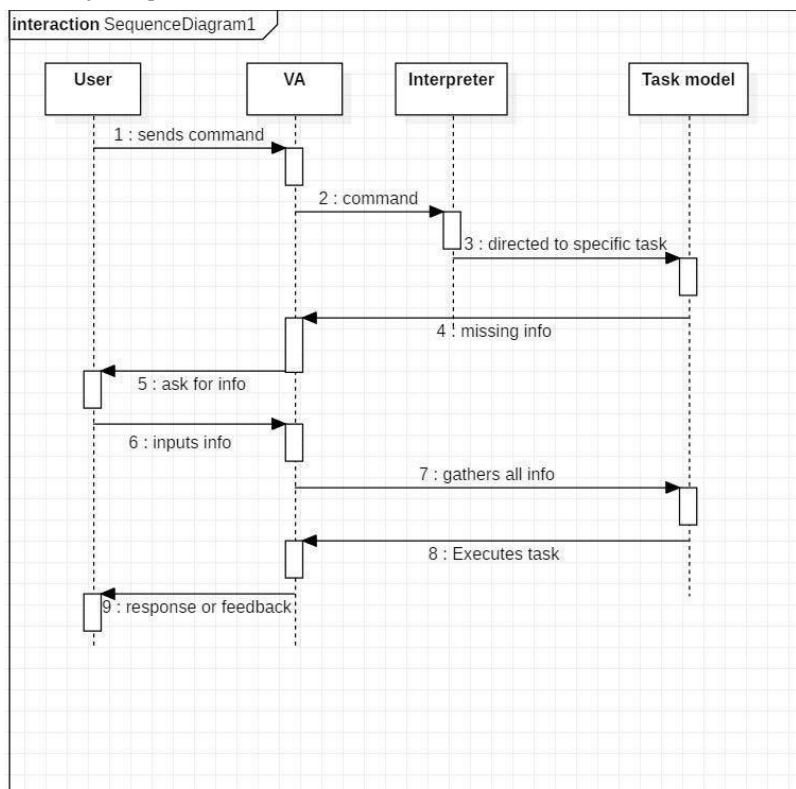 interaction SequenceDiagram1
User
VA
Interpreter
Task model
1 : sends command
2 : command
3 : directed to specific task
4 : missing info
5 : ask for info
6 : inputs info
7 : gathers all info
8 : Executes task
9 : response or feedback